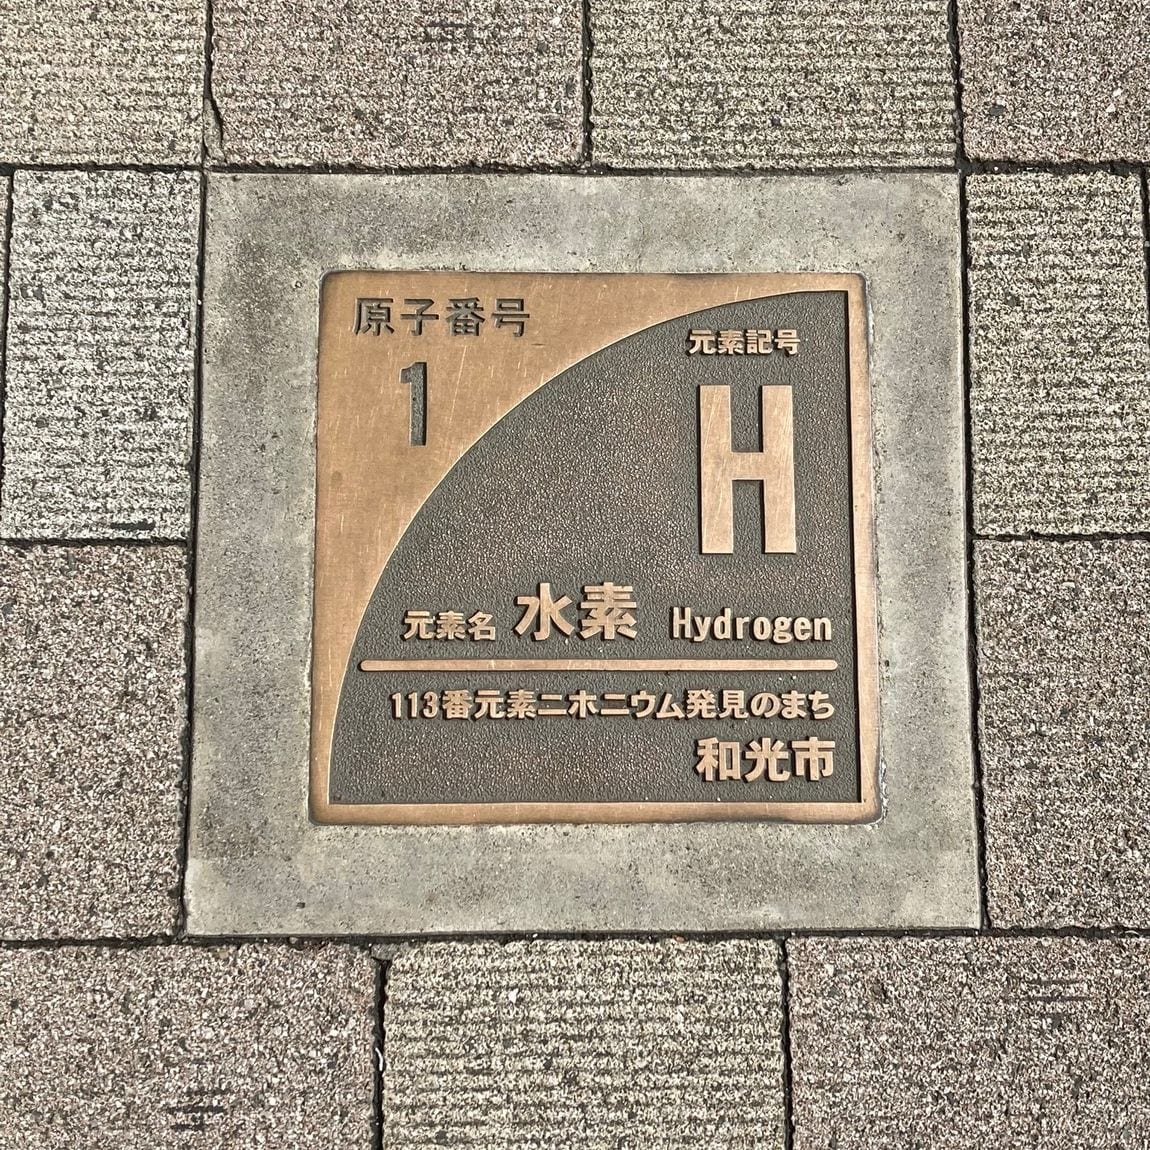 原子番号
1
元素記号
H
元素名 水素 Hydrogen
113番元素ニホニウム発見のまち
和光市